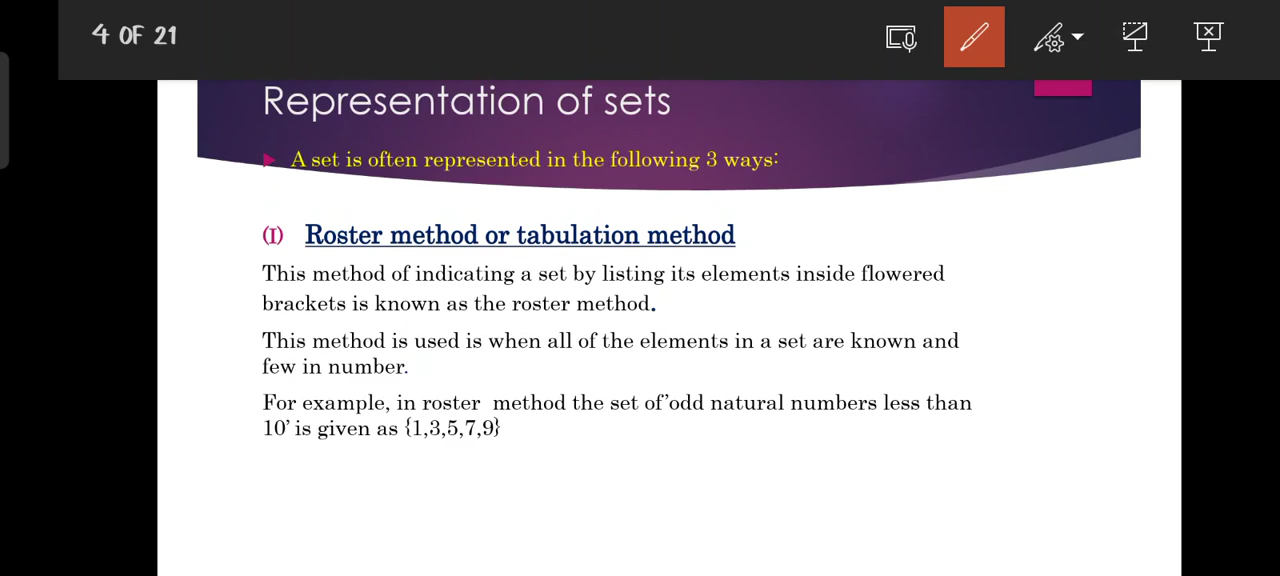 4 OF 21
Representation of sets
A set is often represented in the following 3 ways:
(I) Roster method or tabulation method
This method of indicating a set by listing its elements inside flowered
brackets is known as the roster method.
This method is used is when all of the elements in a set are known and
few in number.
For example, in roster method the set of’odd natural numbers less than
10’ is given as {1,3,5,7,9}